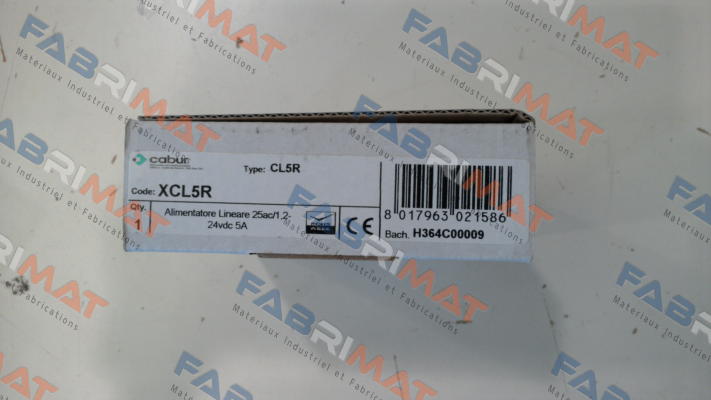 cabur
Type: CL5R
Code: XCL5R
Qty.
1
Alimentatore Lineare 25ac/1,2-
24vdc 5A
CE
8 017963 021586
Bach. H364C00009
FABRIMAT
Materiaux Industriel et Fabrications